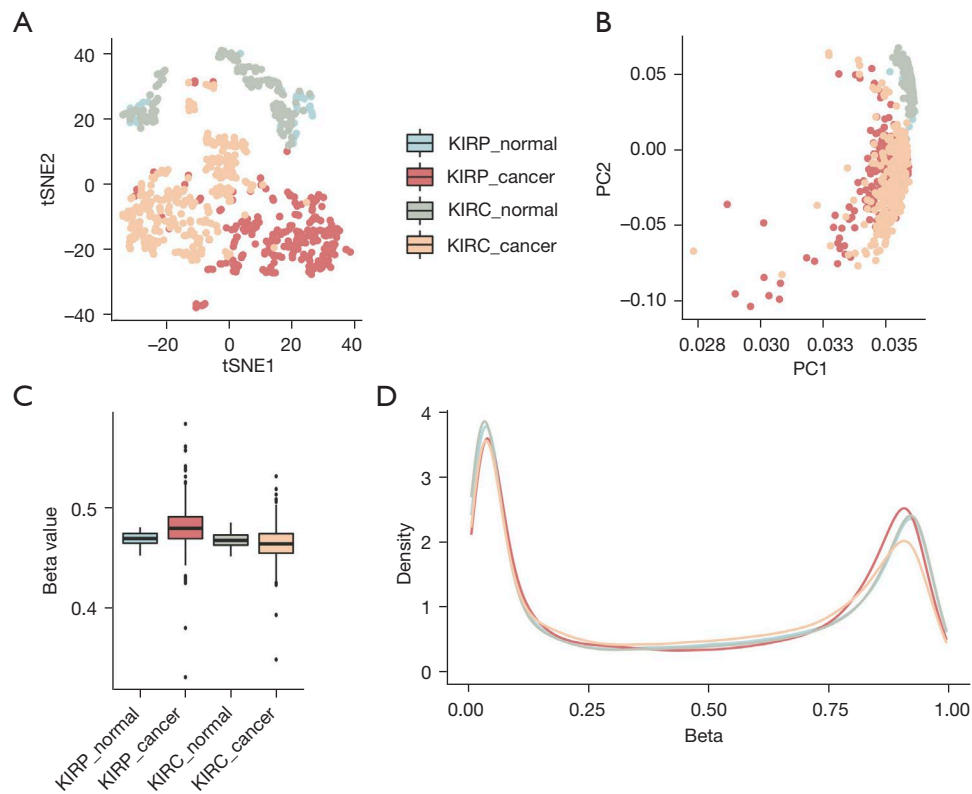 A
40
20
0
−20
−40
tSNE2
−20 0 20 40
tSNE1
KIRP_normal
KIRP_cancer
KIRC_normal
KIRC_cancer
B
0.05
0.00
−0.05
−0.10
PC2
0.028 0.030 0.033 0.035
PC1
C
0.5
0.4
Beta value
KIRP_normal
KIRP_cancer
KIRC_normal
KIRC_cancer
D
4
3
2
1
0
Density
0.00 0.25 0.50 0.75 1.00
Beta